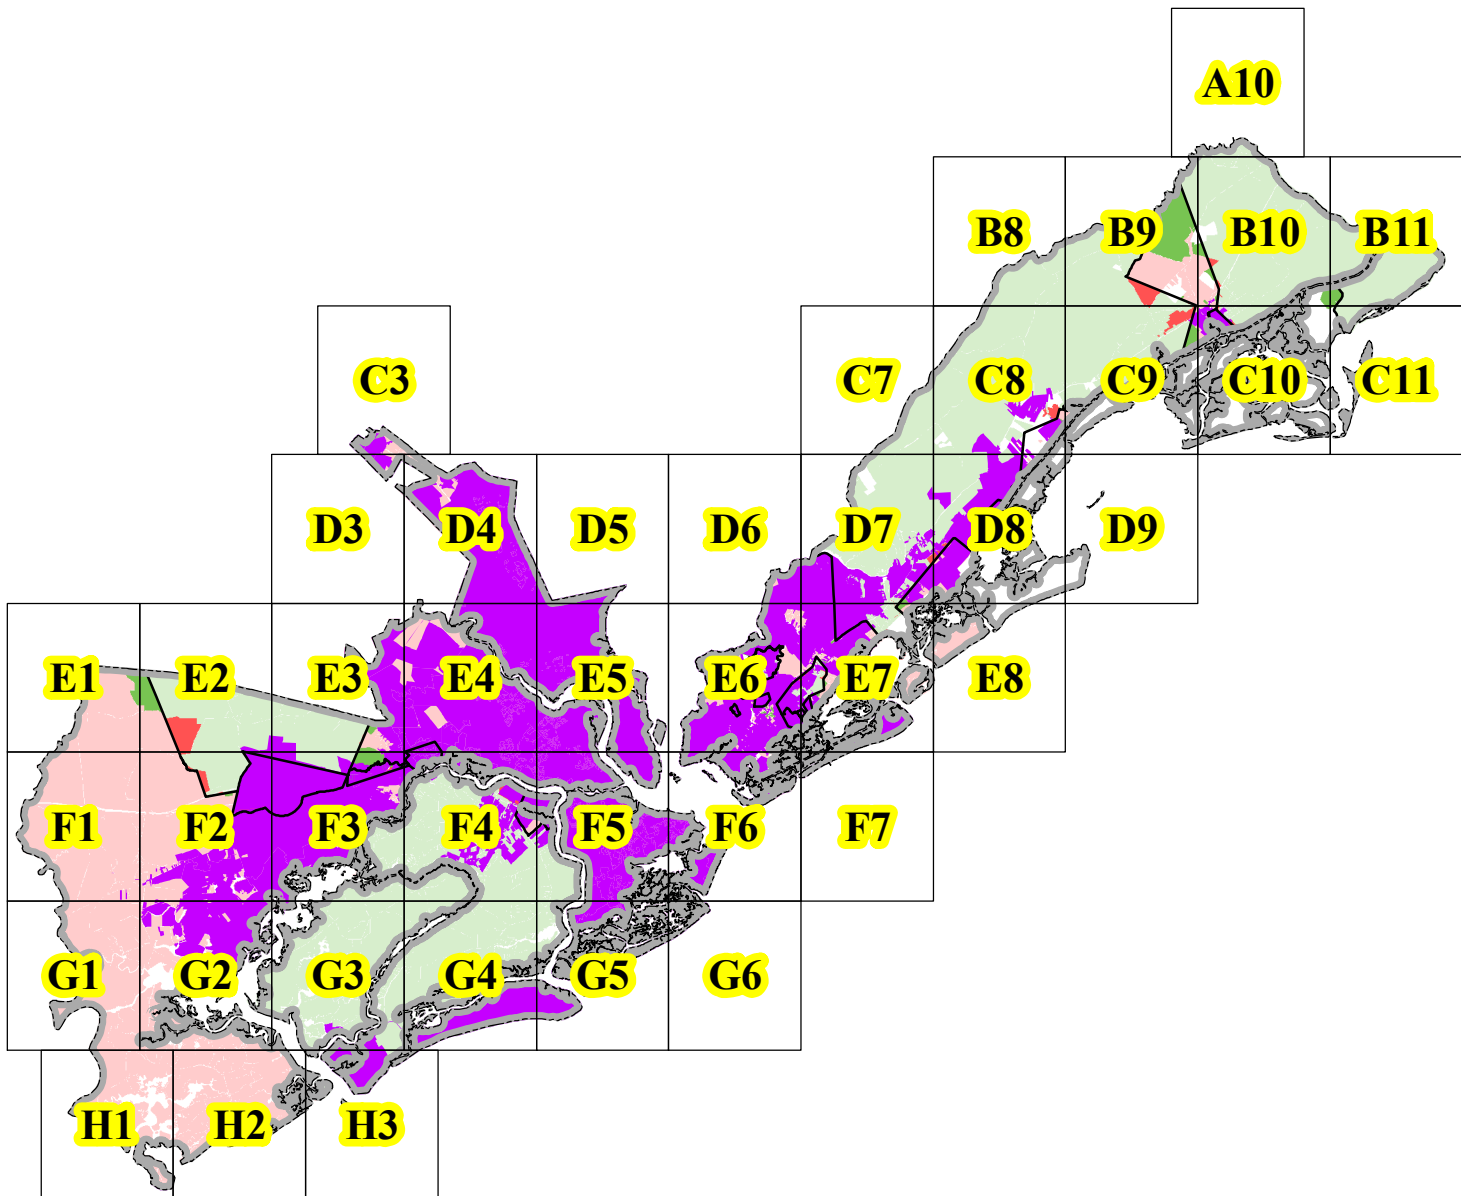 A10
B8 B9 B10 B11
C3 C7 C8 C9 C10 C11
D3 D4 D5 D6 D7 D8 D9
E1 E2 E3 E4 E5 E6 E7 E8
F1 F2 F3 F4 F5 F6 F7
G1 G2 G3 G4 G5 G6
H1 H2 H3